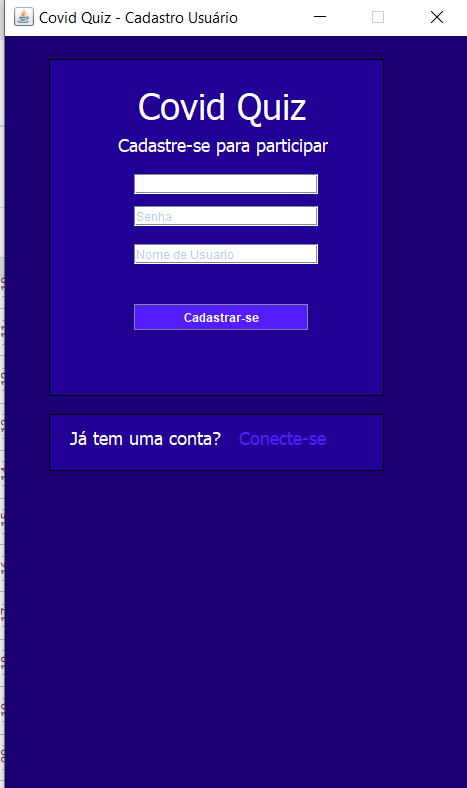 Covid Quiz - Cadastro Usuário
Covid Quiz
Cadastre-se para participar
Senha
Nome de Usuario
Cadastrar-se
Já tem uma conta? Conecte-se